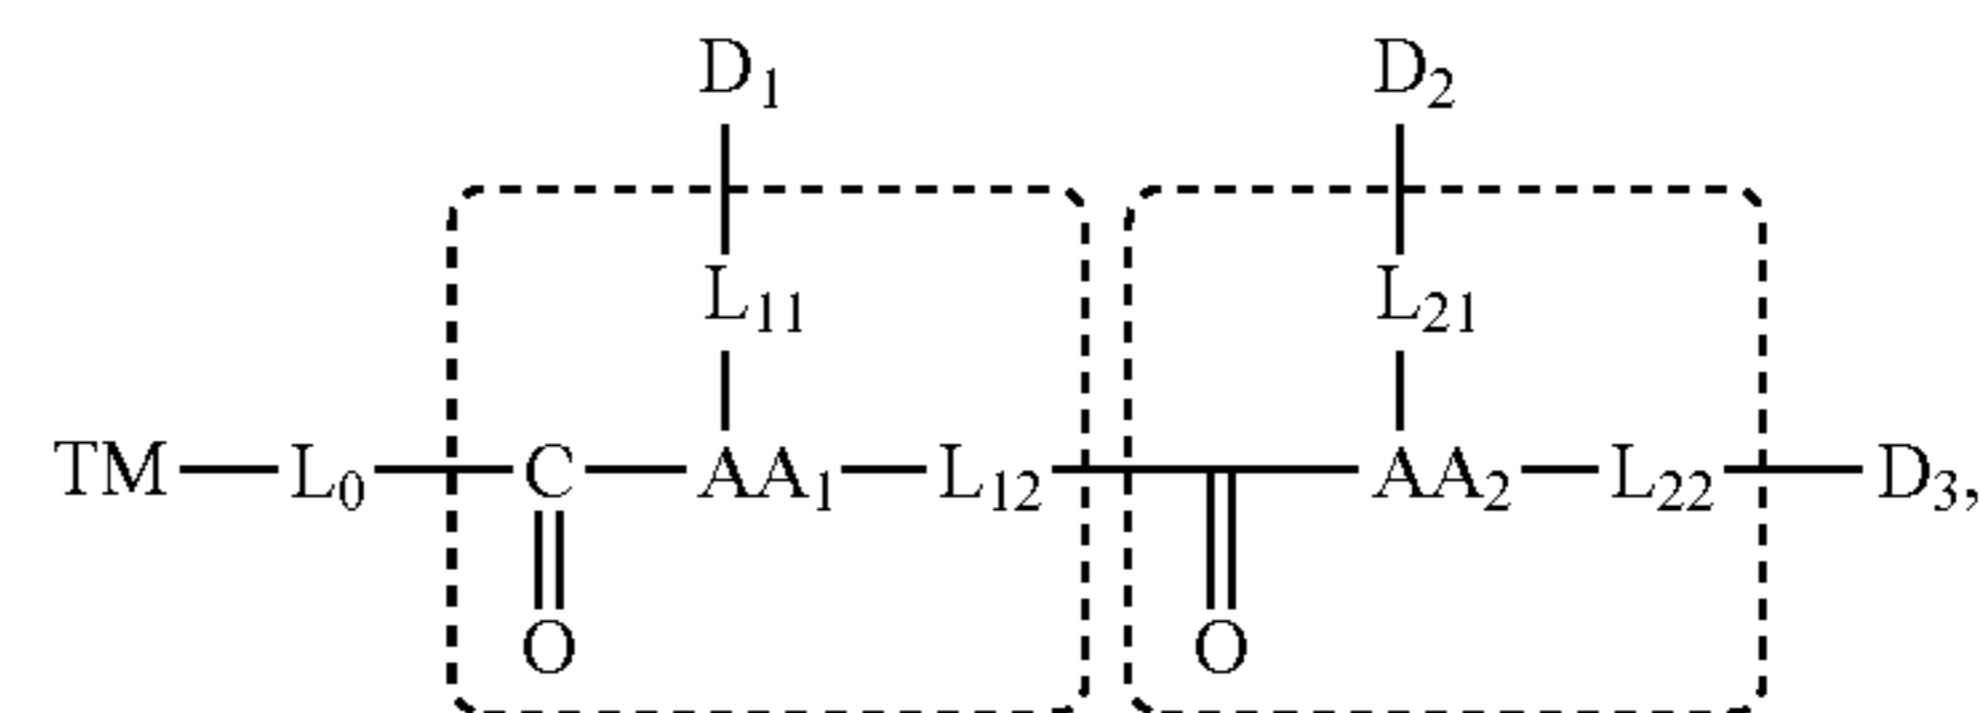 D₁ D₂
L₁₁ L₂₁
TM L₀ C AA₁ L₁₂ AA₂ L₂₂ D₃,
O O